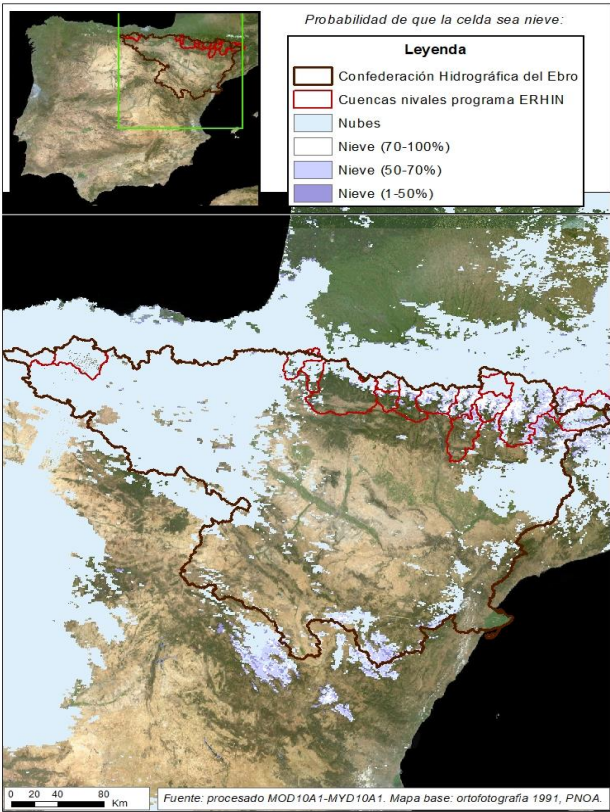 Probabilidad de que la celda sea nieve:
Leyenda
Confederación Hidrográfica del Ebro
Cuencas nivales programa ERHIN
Nubes
Nieve (70-100%)
Nieve (50-70%)
Nieve (1-50%)
0 20 40 80
Km
Fuente: procesado MOD10A1-MYD10A1. Mapa base: ortofotografía 1991, PNOA.